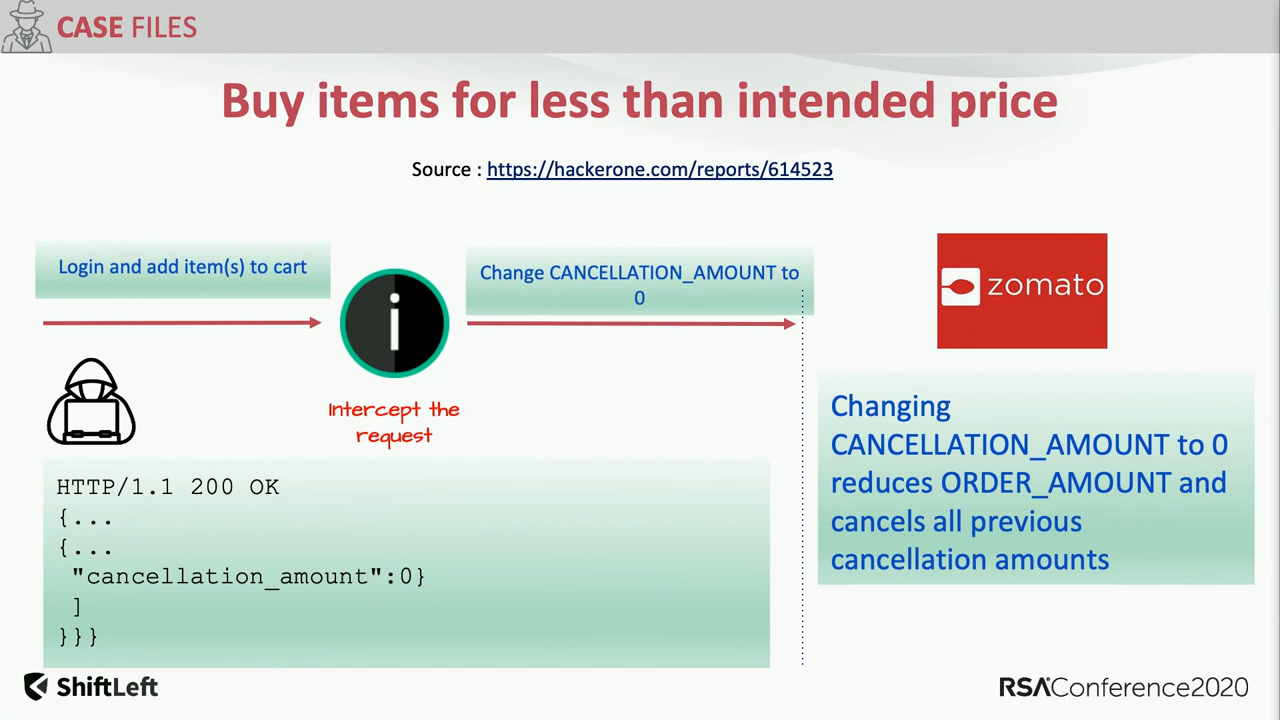 CASE FILES
Buy items for less than intended price
Source : https://hackerone.com/reports/614523
Login and add item(s) to cart
Change CANCELLATION_AMOUNT to
0
i
zomato
Intercept the
request
Changing
CANCELLATION_AMOUNT to 0
reduces ORDER_AMOUNT and
cancels all previous
cancellation amounts
HTTP/1.1 200 OK
{...
{...
"cancellation_amount":0}
]
}}}
ShiftLeft
RSAConference2020